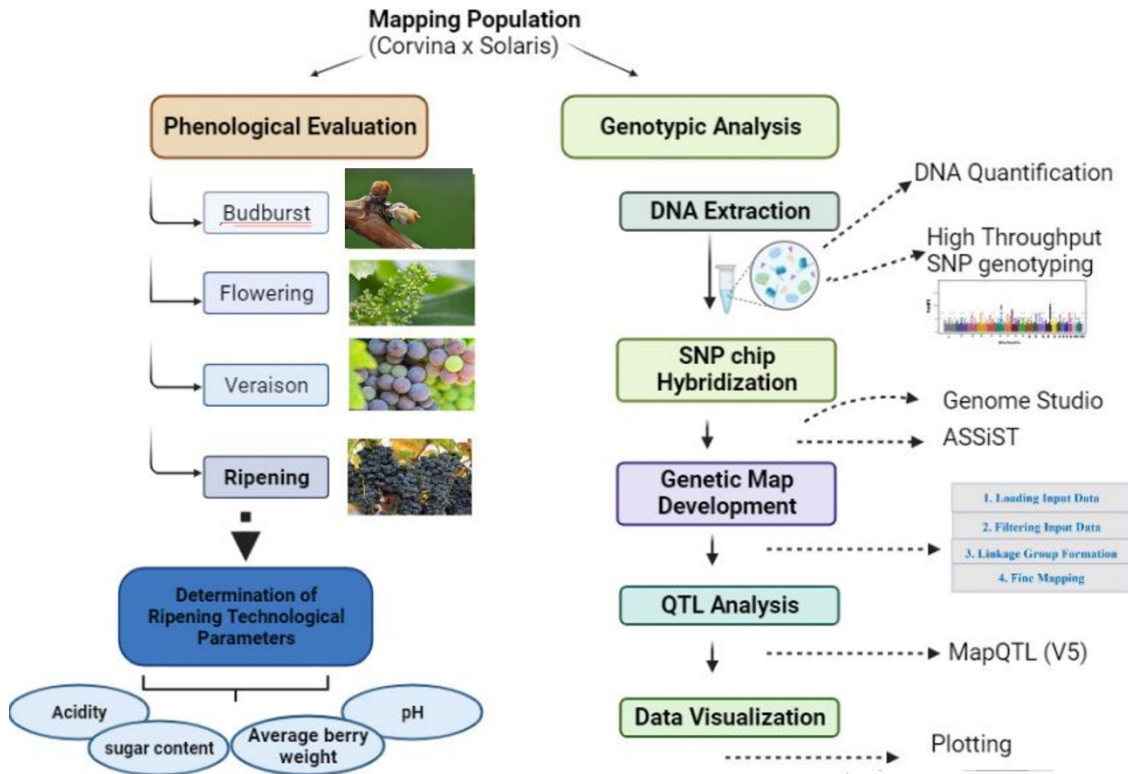 Mapping Population
(Corvina x Solaris)
Phenological Evaluation
Budburst
Flowering
Veraison
Ripening
Determination of
Ripening Technological
Parameters
Acidity
sugar content
Average berry
weight
pH
Genotypic Analysis
DNA Extraction
DNA Quantification
High Throughput
SNP genotyping
SNP chip
Hybridization
Genome Studio
ASSiST
Genetic Map
Development
1. Loading Input Data
2. Filtering Input Data
3. Linkage Group Formation
4. Fine Mapping
QTL Analysis
MapQTL (V5)
Data Visualization
Plotting